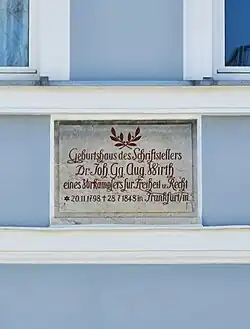 Geburtshaus des Schriftstellers
Dr. Joh. Gg. Aug. Wirth
eines Vorkämpfers für Freiheit u. Recht
* 20.11.1798 † 26.7.1848 in Frankfurt/m